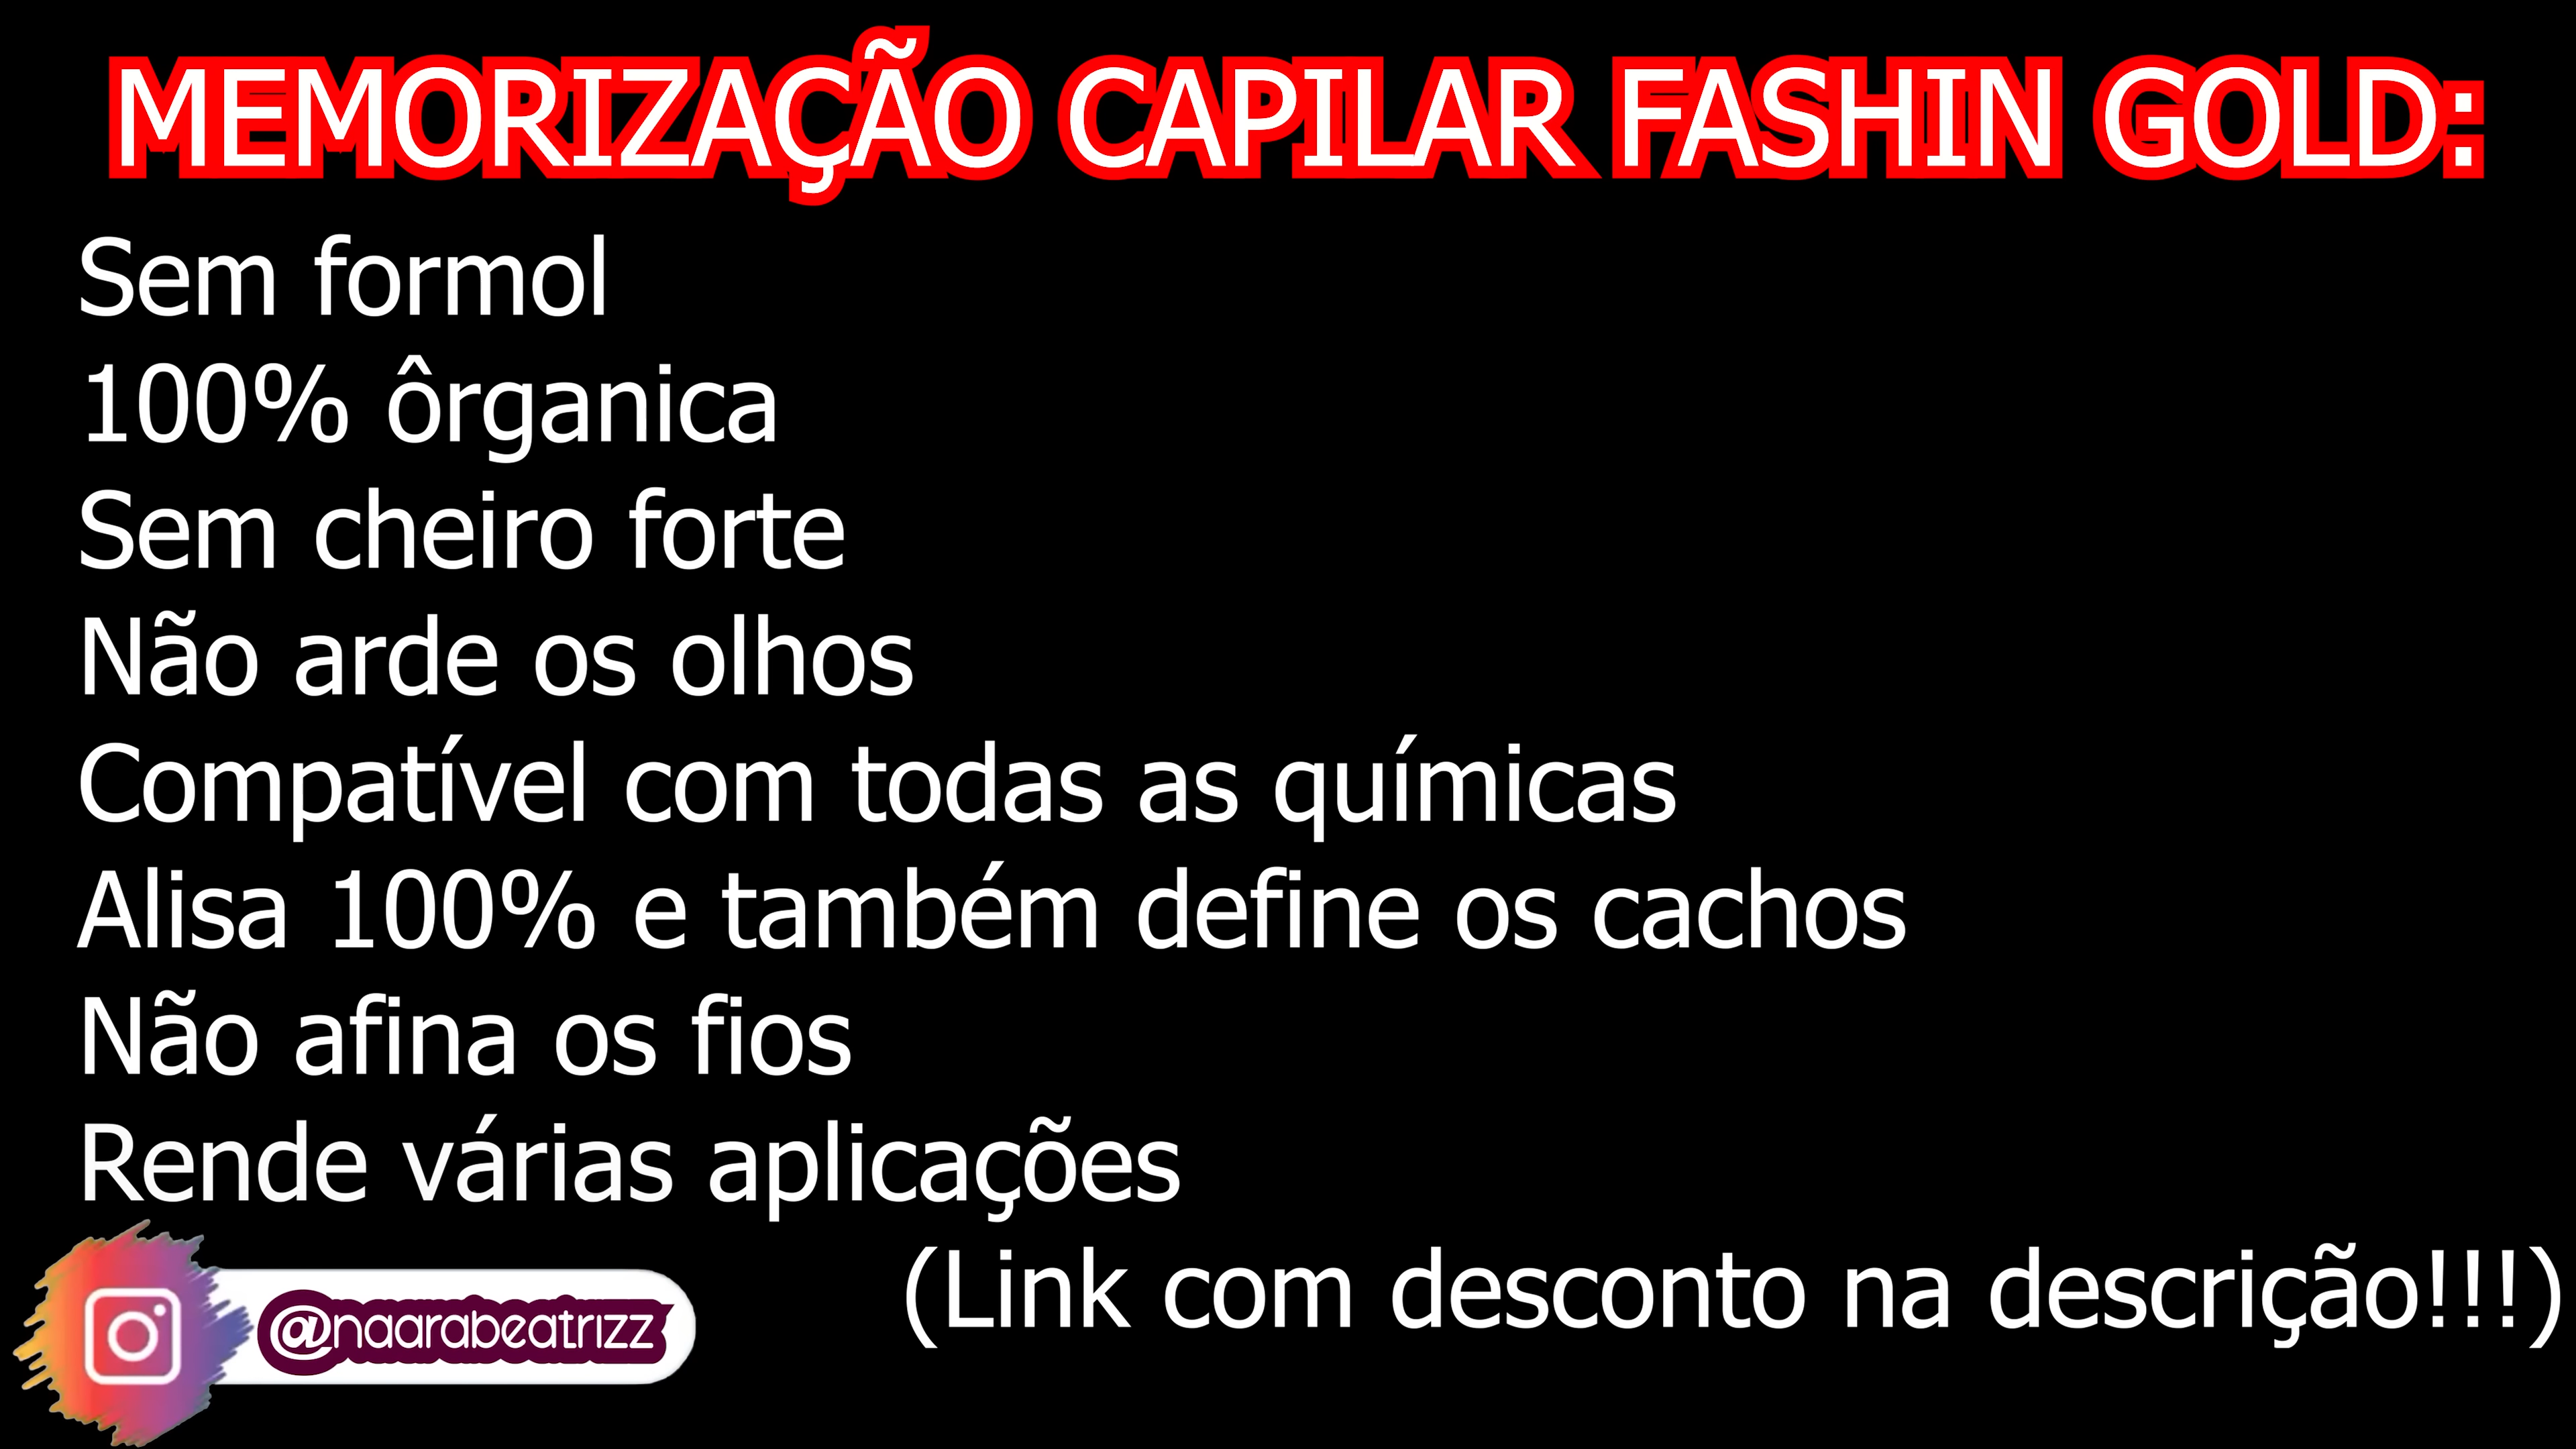 MEMORIZAÇÃO CAPILAR FASHIN GOLD:
Sem formol
100% ôrganica
Sem cheiro forte
Não arde os olhos
Compatível com todas as químicas
Alisa 100% e também define os cachos
Não afina os fios
Rende várias aplicações
(Link com desconto na descrição!!!)
@naarabeatrizz